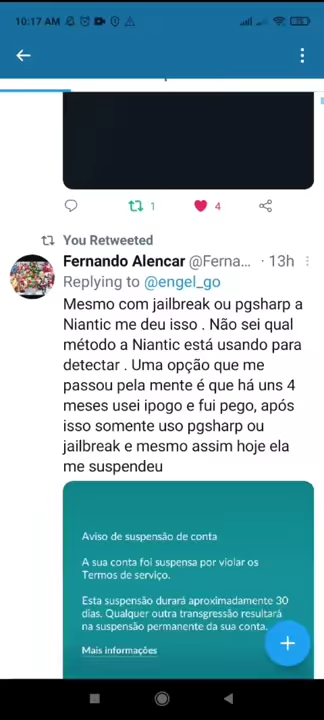 10:17 AM
1
4
You Retweeted
Fernando Alencar @Ferna... · 13h
Replying to @engel_go
Mesmo com jailbreak ou pgsharp a
Niantic me deu isso . Não sei qual
método a Niantic está usando para
detectar . Uma opção que me
passou pela mente é que há uns 4
meses usei ipogo e fui pego, após
isso somente uso pgsharp ou
jailbreak e mesmo assim hoje ela
me suspendeu
Aviso de suspensão de conta
A sua conta foi suspensa por violar os
Termos de serviço.
Esta suspensão durará aproximadamente 30
dias. Qualquer outra transgressão resultará
na suspensão permanente da sua conta.
Mais informações